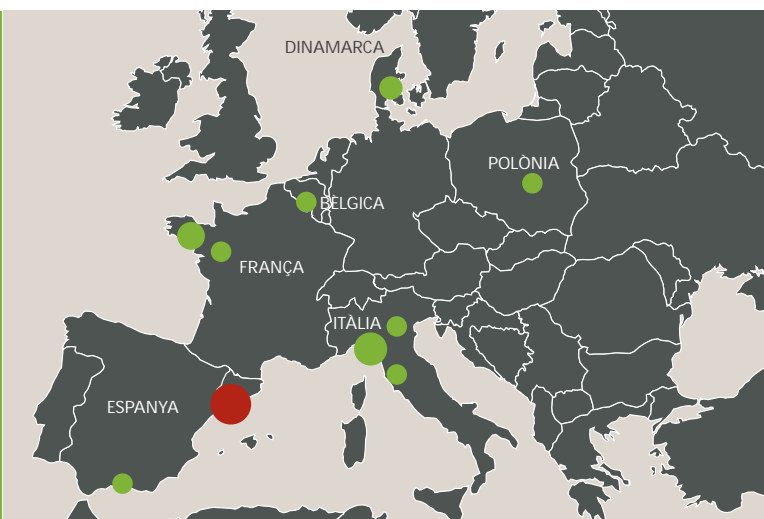 DINAMARCA
POLÒNIA
BÈLGICA
FRANÇA
ITÀLIA
ESPANYA